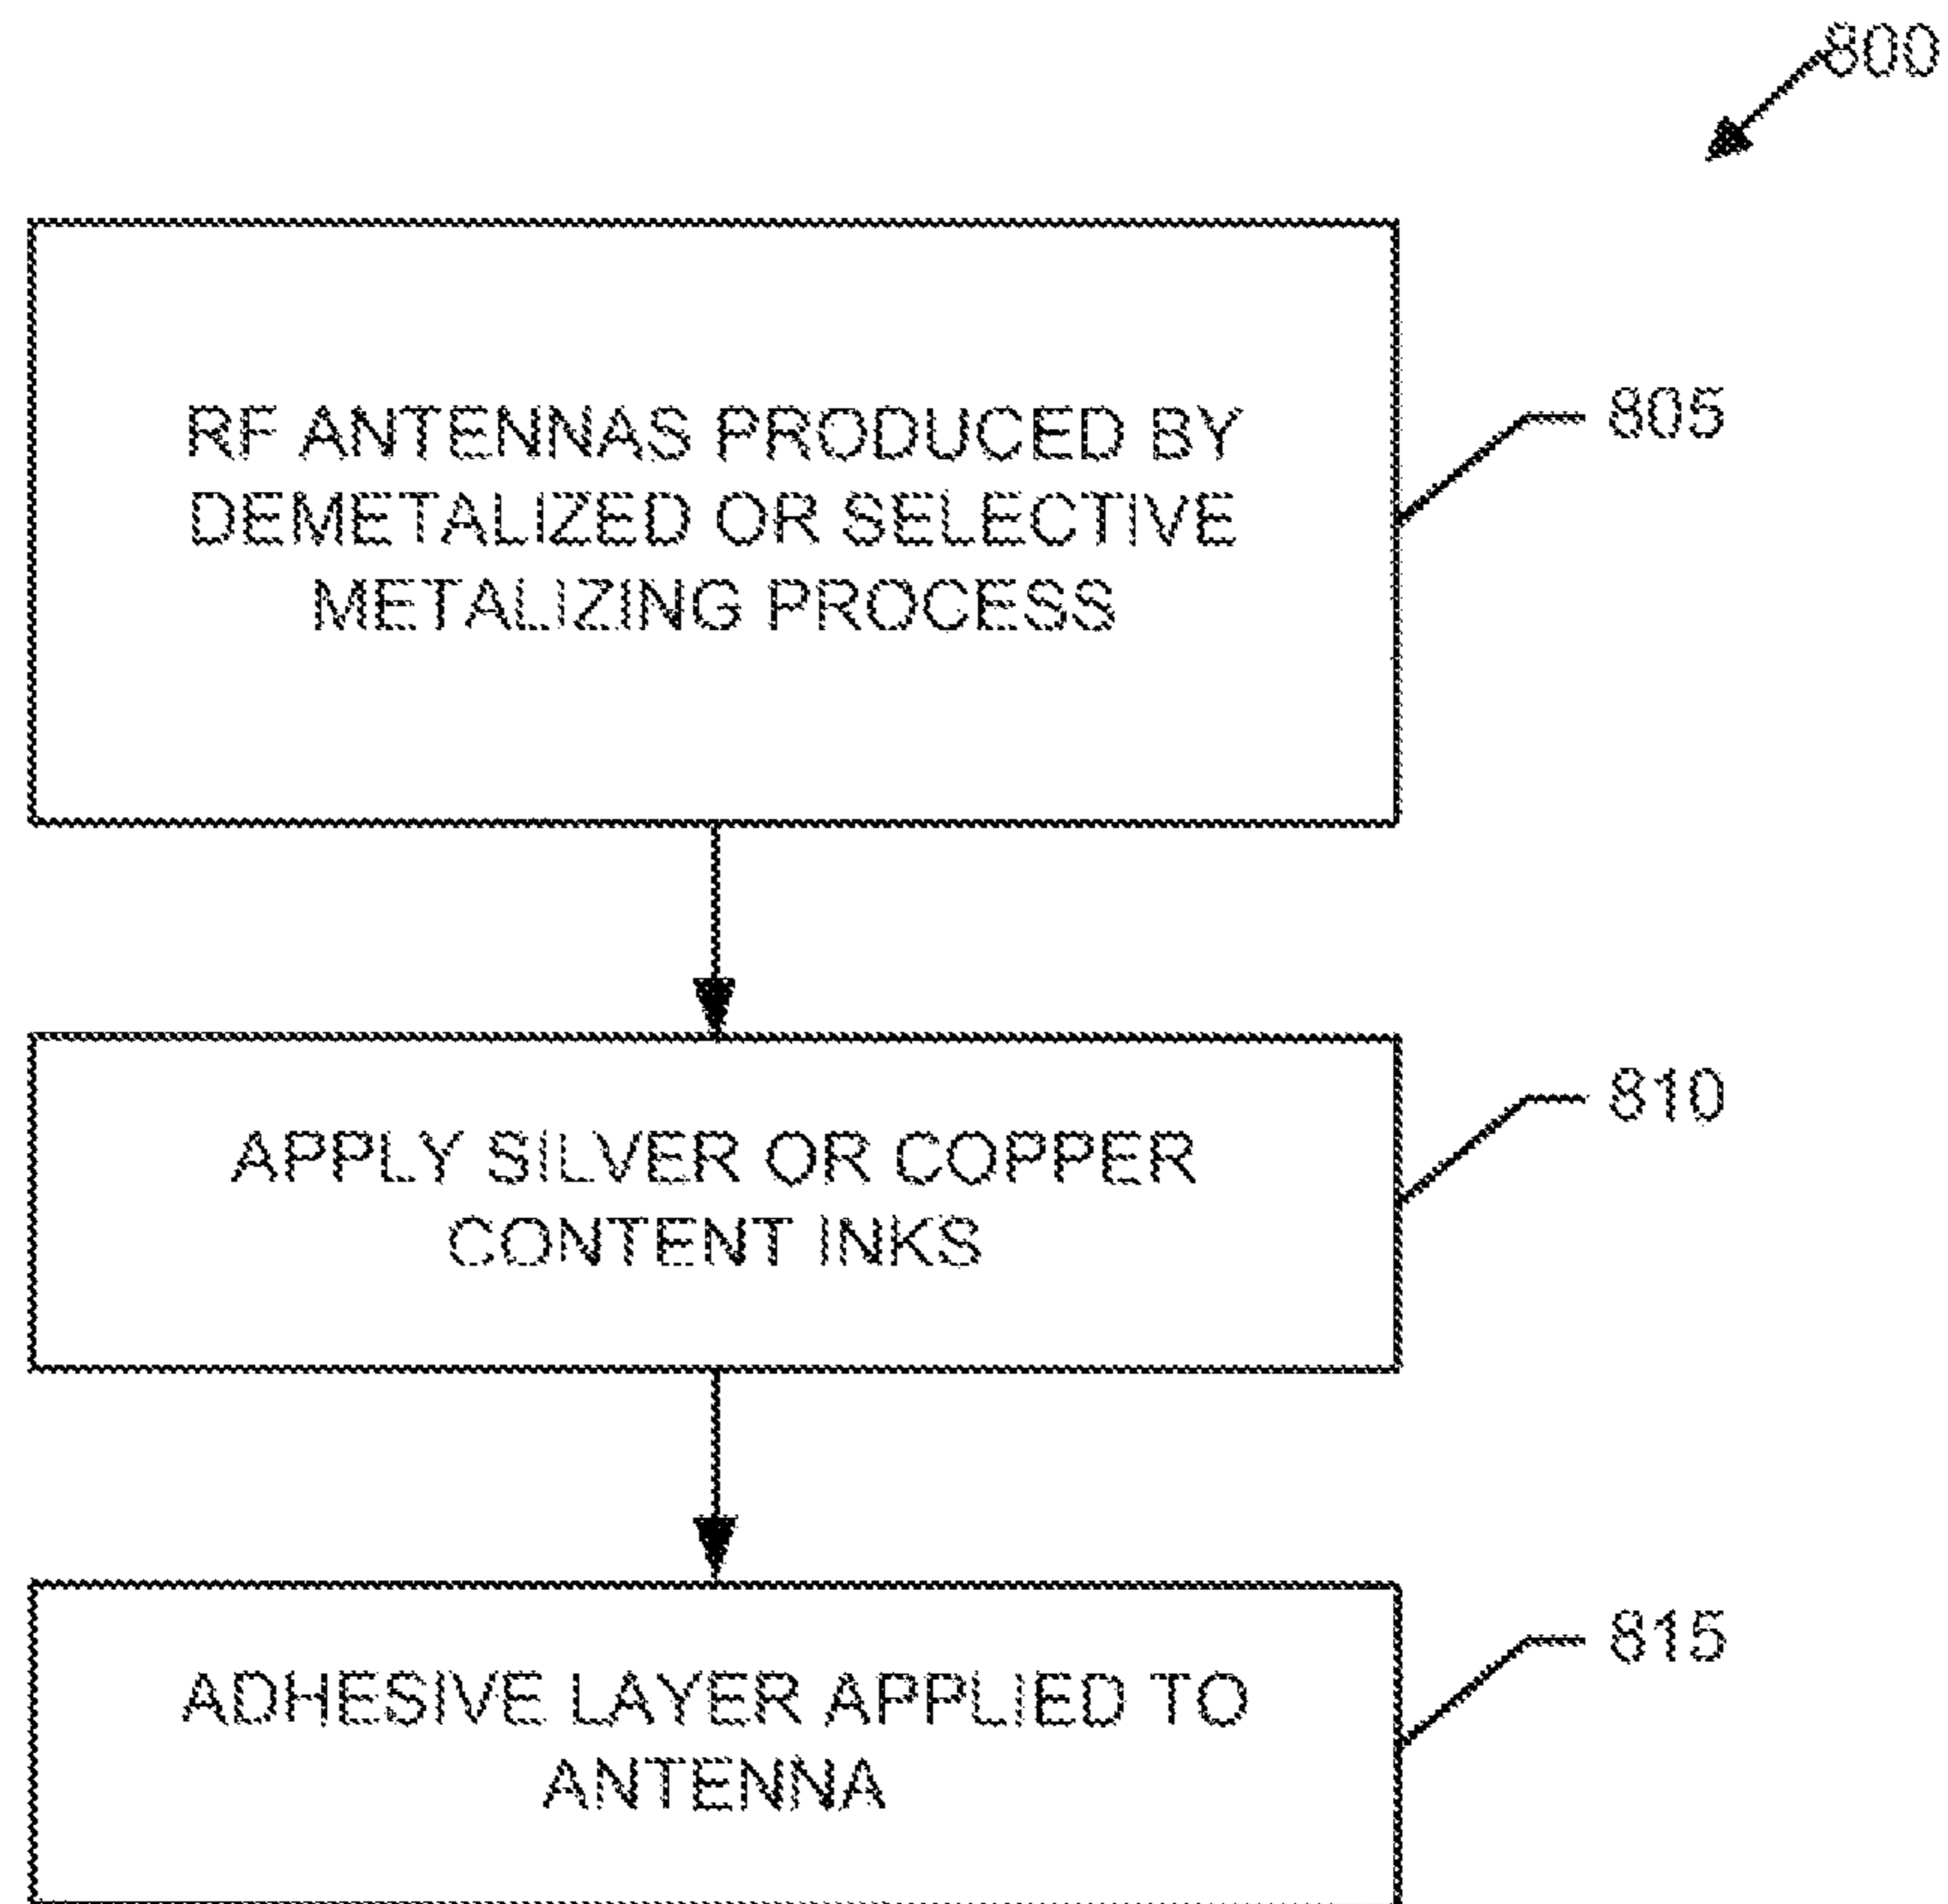 800
RF ANTENNAS PRODUCED BY
DEMETALIZED OR SELECTIVE
METALIZING PROCESS
805
APPLY SILVER OR COPPER
CONTENT INKS
810
ADHESIVE LAYER APPLIED TO
ANTENNA
815